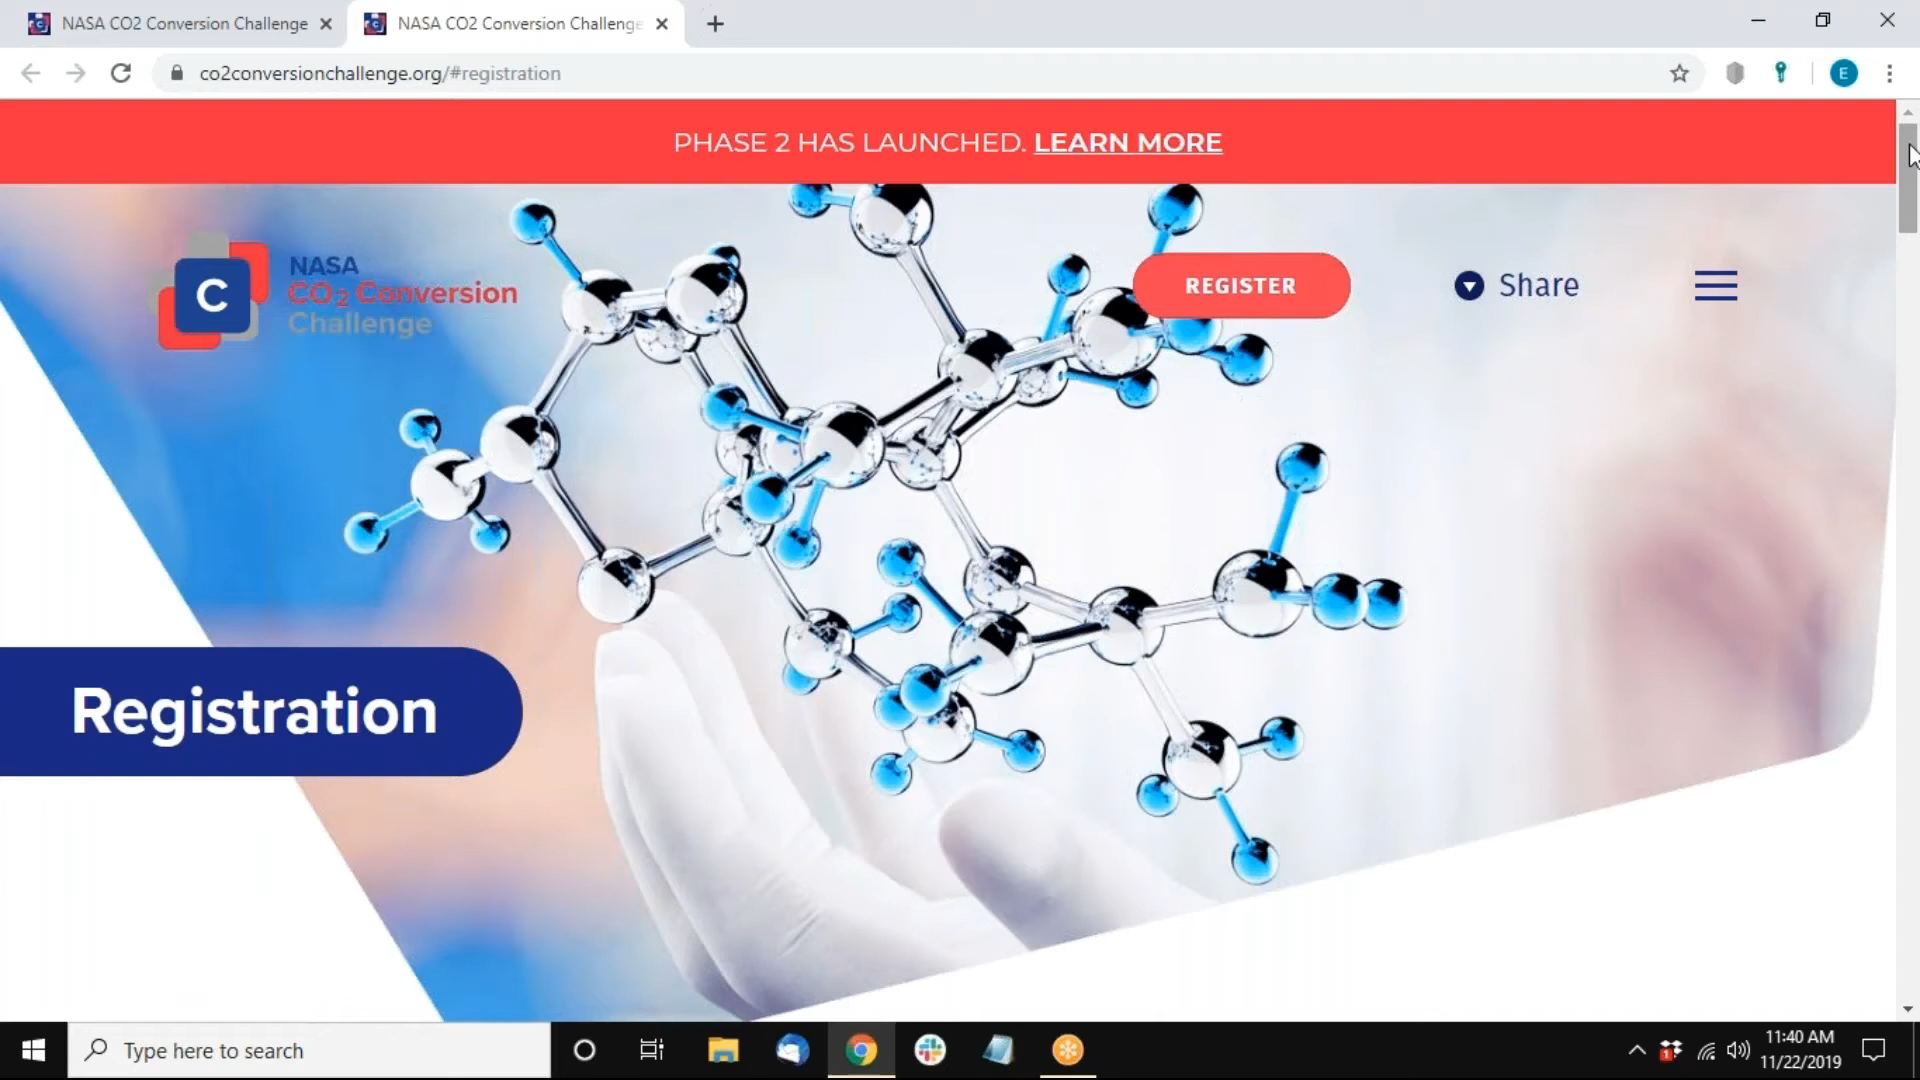 NASA CO2 Conversion Challenge
NASA CO2 Conversion Challenge
co2conversionchallenge.org/#registration
E
PHASE 2 HAS LAUNCHED. LEARN MORE
C
NASA
CO2 Conversion
Challenge
REGISTER
Share
Registration
Type here to search
1
11:40 AM
11/22/2019